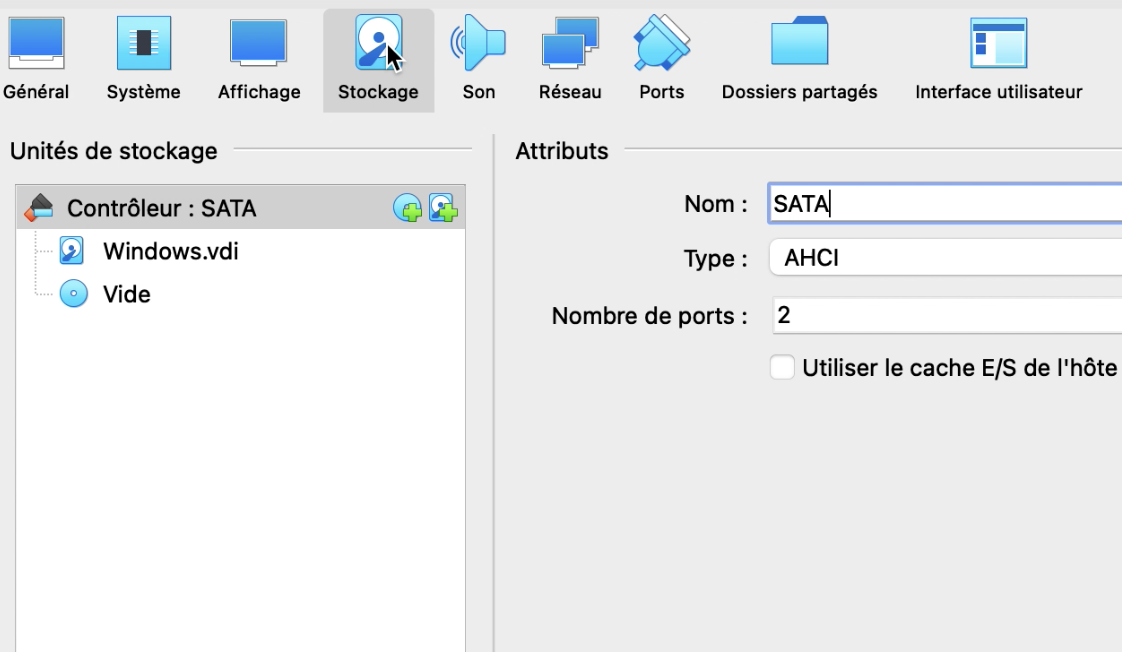 Général Système Affichage Stockage Son Réseau Ports Dossiers partagés Interface utilisateur
Unités de stockage
Contrôleur : SATA
Windows.vdi
Vide
Attributs
Nom : SATA
Type : AHCI
Nombre de ports : 2
Utiliser le cache E/S de l'hôte